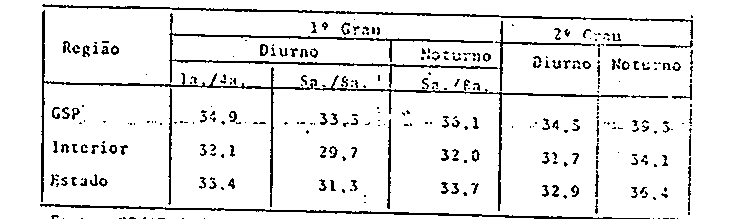 1º Grau 2º Grau
Região Diurno Noturno Diurno Noturno
1a./4a. 5a./8a. 5a./8a.
GSP 34.9 33.5 36.1 34.5 39.5
Interior 32.1 29.7 32.0 31.7 34.1
Estado 33.4 31.3 33.7 32.9 36.4